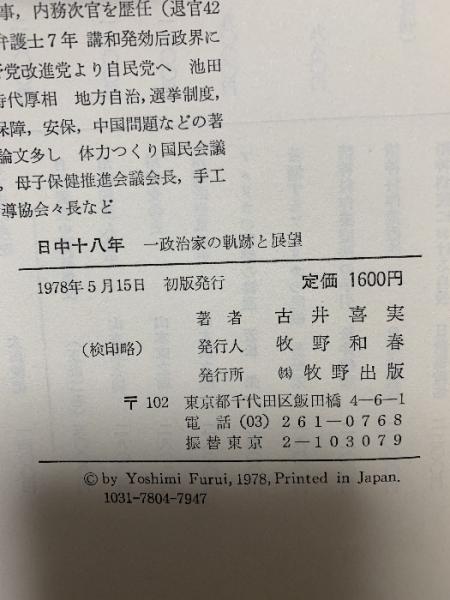 事，内務次官を歴任（退官42
弁護士7年 講和発効后政界に
党改進党より自民党へ 池田
時代厚相 地方自治，選挙制度，
保障，安保，中国問題などの著
論文多し 体力つくり国民会議
，母子保健推進会議会長，手工
導協会々長など
日中十八年 一政治家の軌跡と展望
1978年5月15日 初版発行 定価 1600円
著者 古井喜実
（検印略） 発行人 牧野和春
発行所 ㈱ 牧野出版
〒102 東京都千代田区飯田橋 4—6—1
電話 (03) 261—0768
振替東京 2—103079
© by Yoshimi Furui, 1978, Printed in Japan.
1031-7804-7947